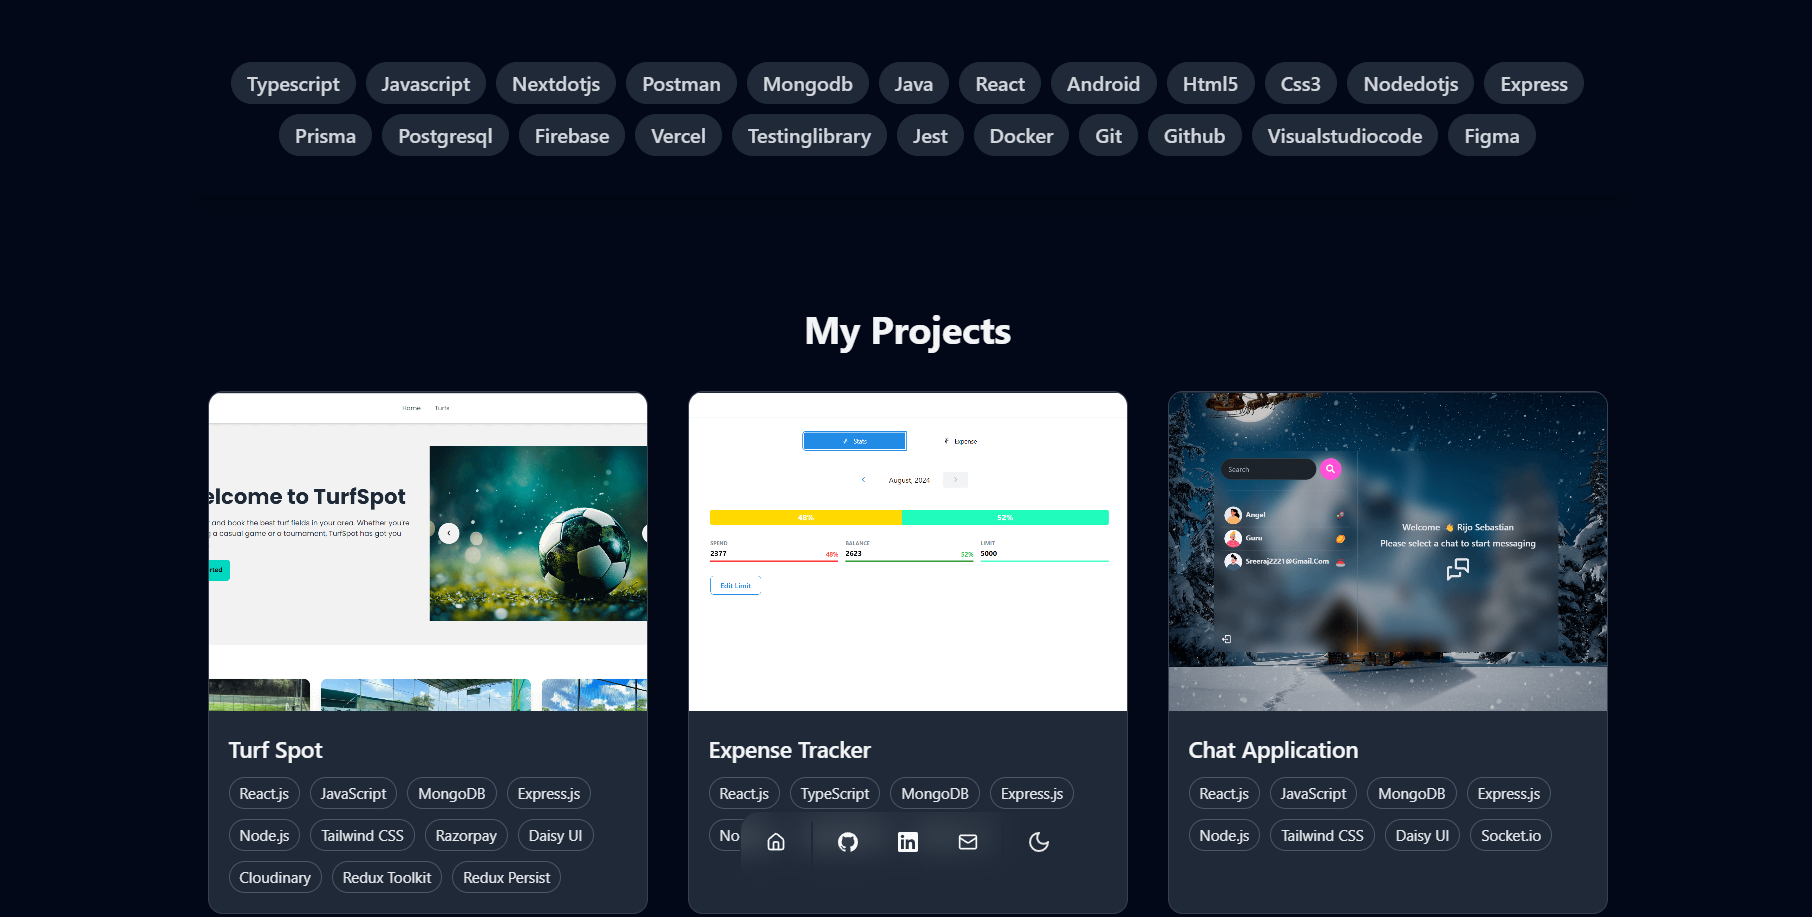 Typescript Javascript Nextdotjs Postman Mongodb Java React Android Html5 Css3 Nodedotjs Express
Prisma Postgresql Firebase Vercel Testinglibrary Jest Docker Git Github Visualstudiocode Figma
My Projects
Home Turfs
elcome to TurfSpot
and book the best turf fields in your area. Whether you're
g a casual game or a tournament, TurfSpot has got you
rted
Stats Expense
August, 2024
48% 52%
SPEND BALANCE LIMIT
2377 48% 2623 52% 5000
Edit Limit
Search
Angel
Guru
Sreeraj2221@Gmail.Com
Welcome 👋 Rijo Sebastian
Please select a chat to start messaging
Turf Spot
React.js JavaScript MongoDB Express.js
Node.js Tailwind CSS Razorpay Daisy UI
Cloudinary Redux Toolkit Redux Persist
Expense Tracker
React.js TypeScript MongoDB Express.js
No
Chat Application
React.js JavaScript MongoDB Express.js
Node.js Tailwind CSS Daisy UI Socket.io